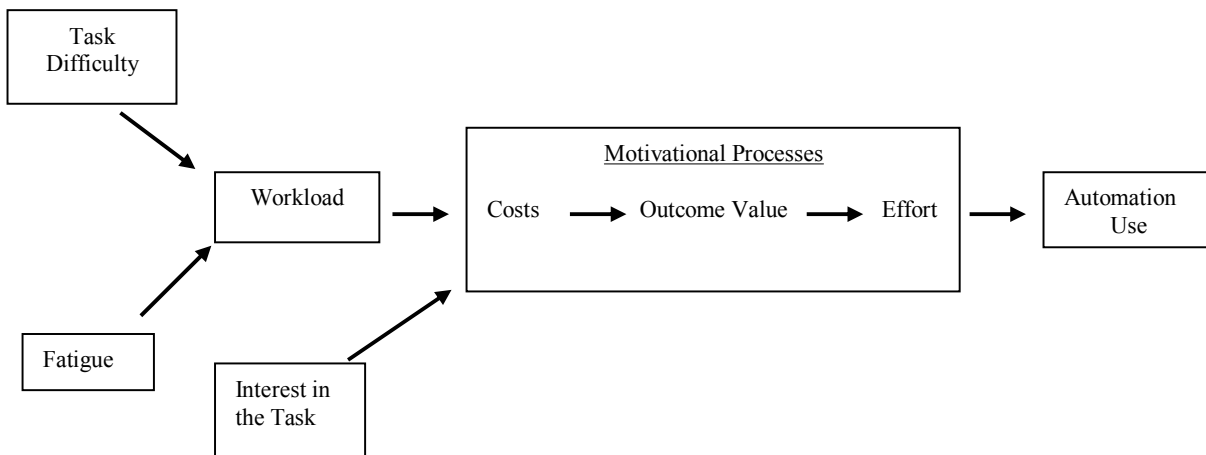 Task
Difficulty
Motivational Processes
Workload
Costs
Outcome Value
Effort
Automation
Use
Fatigue
Interest in
the Task